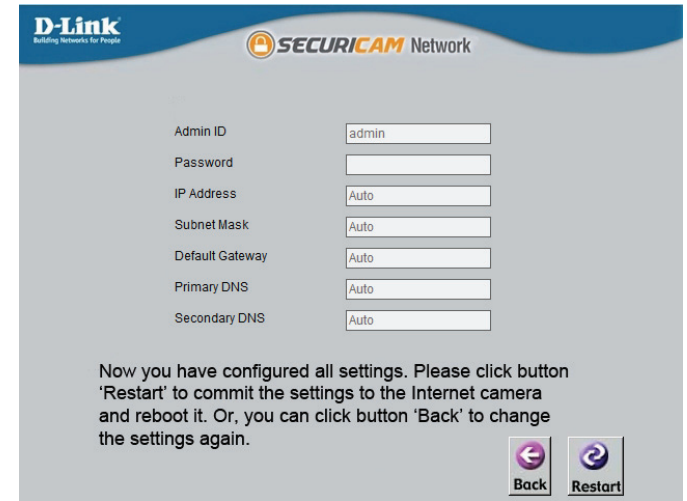 D-Link
Building Networks for People
SECURICAM Network
Admin ID admin
Password
IP Address Auto
Subnet Mask Auto
Default Gateway Auto
Primary DNS Auto
Secondary DNS Auto
Now you have configured all settings. Please click button
‘Restart’ to commit the settings to the Internet camera
and reboot it. Or, you can click button ‘Back’ to change
the settings again.
Back Restart